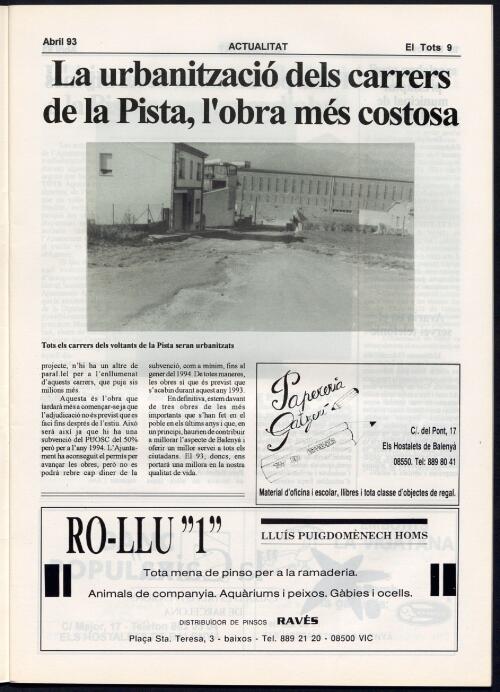 Abril 93
ACTUALITAT
El Tots 9
La urbanització dels carrers
de la Pista, l'obra més costosa
Tots els carrers dels voltants de la Pista seran urbanitzats
projecte, n'hi ha un altre de
paral.lel per a l'enllumenat
d'aquests carrers, que puja sis
milions més.
Aquesta és l'obra que
tardarà més a començar-se ja que
l'adjudicació no és previst que es
faci fins després de l'estiu. Això
serà així ja que hi ha una
subvenció del PUOSC del 50%
però per a l'any 1994. L'Ajunta-
ment ha aconseguit el permís per
avançar les obres, però no es
podrà rebre cap diner de la
subvenció, com a mínim, fins al
gener del 1994. De totes maneres,
les obres sí que és previst que
s'acabin durant aquest any 1993.
En definitiva, estem davant
de tres obres de les més
importants que s'han fet en el
poble en els últims anys i que, en
un principi, haurien de contribuir
a millorar l'aspecte de Balenyà i
oferir un millor servei a tots els
ciutadans. El 93, doncs, ens
portarà una millora en la nostra
qualitat de vida.
Papereria
C/. del Pont, 17
Els Hostalets de Balenyà
08550. Tel: 889 80 41
Material d'oficina i escolar, llibres i tota classe d'objectes de regal.
RO-LLU "1"
LLUÍS PUIGDOMÈNECH HOMS
Tota mena de pinso per a la ramaderia.
Animals de companyia. Aquàriums i peixos. Gàbies i ocells.
DISTRIBUÏDOR DE PINSOS RAVÉS
Plaça Sta. Teresa, 3 - baixos - Tel. 889 21 20 - 08500 VIC